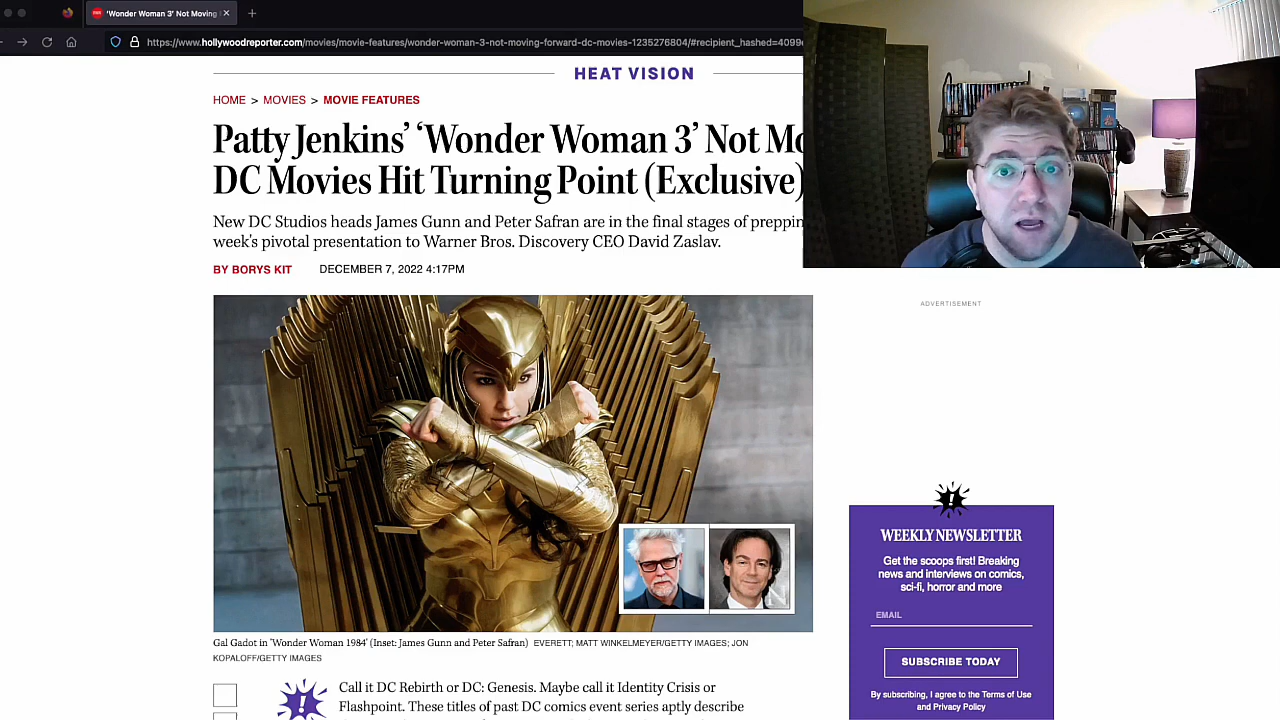 'Wonder Woman 3' Not Moving
https://www.hollywoodreporter.com/movies/movie-features/wonder-woman-3-not-moving-forward-dc-movies-1235276804/#recipient_hashed=4099
HEAT VISION
HOME > MOVIES > MOVIE FEATURES
Patty Jenkins' 'Wonder Woman 3' Not Mo
DC Movies Hit Turning Point (Exclusive)
New DC Studios heads James Gunn and Peter Safran are in the final stages of preppin
week's pivotal presentation to Warner Bros. Discovery CEO David Zaslav.
BY BORYS KIT DECEMBER 7, 2022 4:17PM
ADVERTISEMENT
Gal Gadot in 'Wonder Woman 1984' (Inset: James Gunn and Peter Safran) EVERETT; MATT WINKELMEYER/GETTY IMAGES; JON
KOPALOFF/GETTY IMAGES
Call it DC Rebirth or DC: Genesis. Maybe call it Identity Crisis or
Flashpoint. These titles of past DC comics event series aptly describe
WEEKLY NEWSLETTER
Get the scoops first! Breaking
news and interviews on comics,
sci-fi, horror and more
EMAIL
SUBSCRIBE TODAY
By subscribing, I agree to the Terms of Use
and Privacy Policy